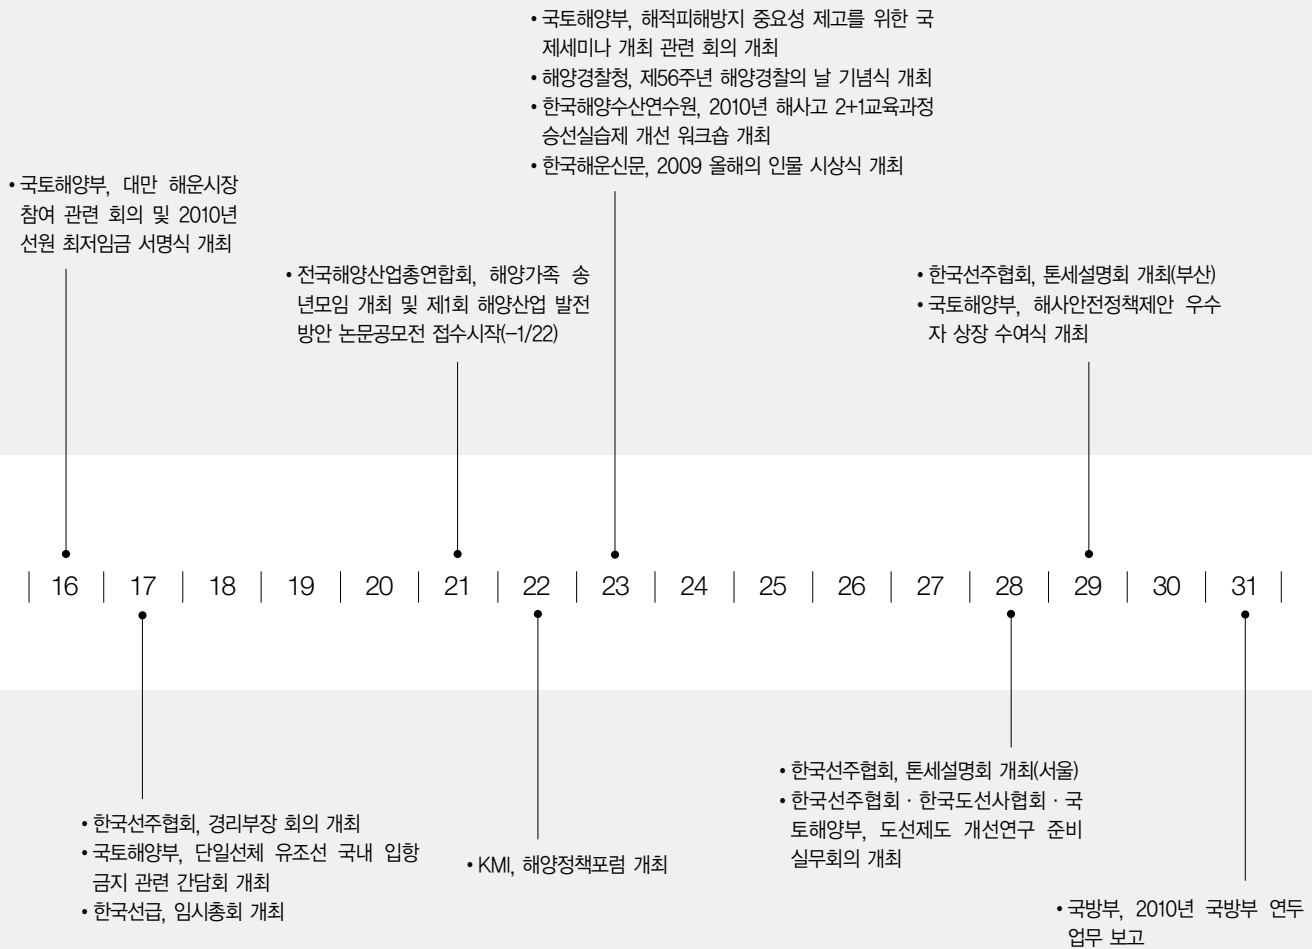 • 국토해양부, 해적피해방지 중요성 제고를 위한 국
제세미나 개최 관련 회의 개최
• 해양경찰청, 제56주년 해양경찰의 날 기념식 개최
• 한국해양수산연수원, 2010년 해사고 2+1교육과정
승선실습제 개선 워크숍 개최
• 한국해운신문, 2009 올해의 인물 시상식 개최
• 국토해양부, 대만 해운시장
참여 관련 회의 및 2010년
선원 최저임금 서명식 개최
• 전국해양산업총연합회, 해양가족 송
년모임 개최 및 제1회 해양산업 발전
방안 논문공모전 접수시작(-1/22)
• 한국선주협회, 톤세설명회 개최(부산)
• 국토해양부, 해사안전정책제안 우수
자 상장 수여식 개최
16 17 18 19 20 21 22 23 24 25 26 27 28 29 30 31
• 한국선주협회, 경리부장 회의 개최
• 국토해양부, 단일선체 유조선 국내 입항
금지 관련 간담회 개최
• 한국선급, 임시총회 개최
• KMI, 해양정책포럼 개최
• 한국선주협회, 톤세설명회 개최(서울)
• 한국선주협회 · 한국도선사협회 · 국
토해양부, 도선제도 개선연구 준비
실무회의 개최
• 국방부, 2010년 국방부 연두
업무 보고